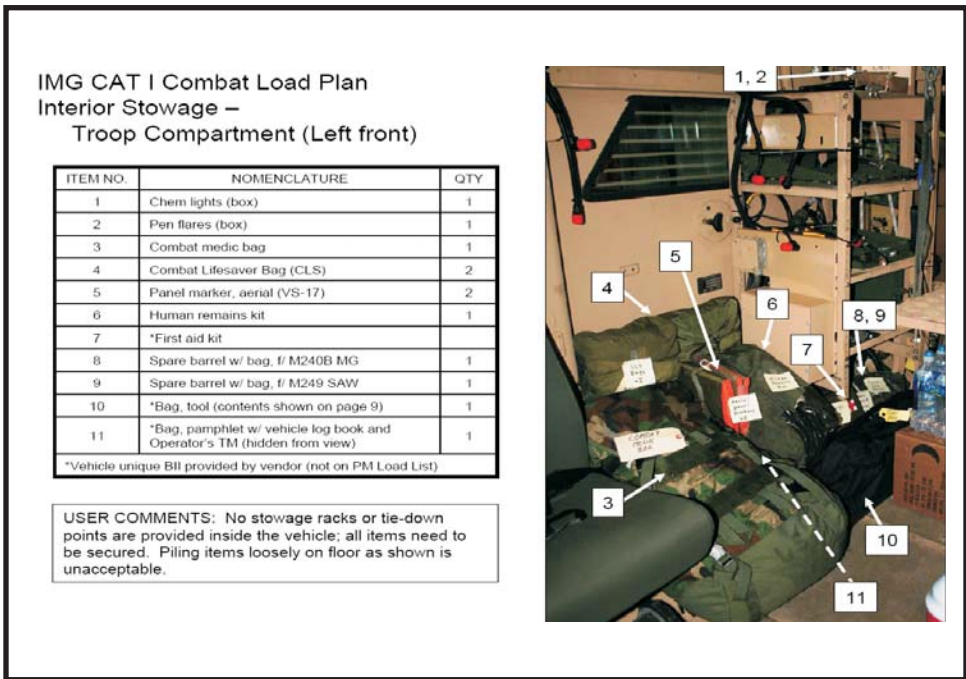 IMG CAT I Combat Load Plan
Interior Stowage –
Troop Compartment (Left front)
ITEM NO. NOMENCLATURE QTY
1 Chem lights (box) 1
2 Pen flares (box) 1
3 Combat medic bag 1
4 Combat Lifesaver Bag (CLS) 2
5 Panel marker, aerial (VS-17) 2
6 Human remains kit 1
7 *First aid kit
8 Spare barrel w/ bag, f/ M240B MG 1
9 Spare barrel w/ bag, f/ M249 SAW 1
10 *Bag, tool (contents shown on page 9) 1
11 *Bag, pamphlet w/ vehicle log book and
Operator's TM (hidden from view) 1
*Vehicle unique BII provided by vendor (not on PM Load List)
USER COMMENTS: No stowage racks or tie-down
points are provided inside the vehicle; all items need to
be secured. Piling items loosely on floor as shown is
unacceptable.
1, 2
5
4
6
8, 9
7
COMBAT
MEDIC
BAG
3
10
11